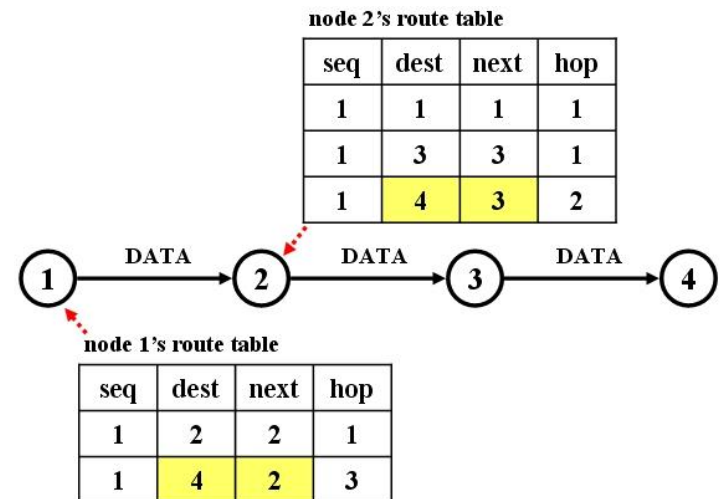 node 2's route table
seq dest next hop
1 1 1 1
1 3 3 1
1 4 3 2
1 DATA 2 DATA 3 DATA 4
node 1's route table
seq dest next hop
1 2 2 1
1 4 2 3